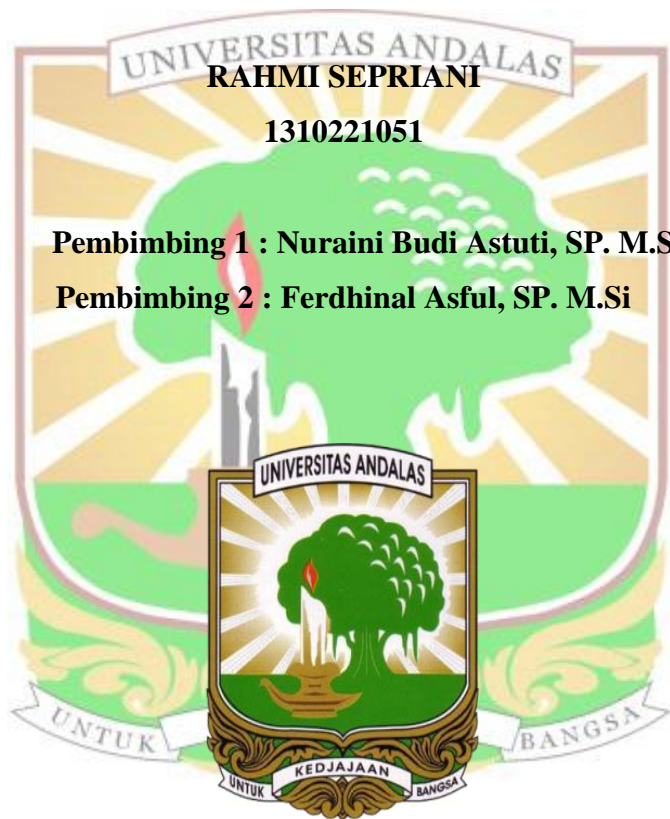 UNIVERSITAS ANDALAS
RAHMI SEPRIANI
1310221051
Pembimbing 1 : Nuraini Budi Astuti, SP. M.S
Pembimbing 2 : Ferdhinal Asful, SP. M.Si
UNIVERSITAS ANDALAS
KEDJAJAAN
UNTUK BANGSA
UNTUK BANGSA